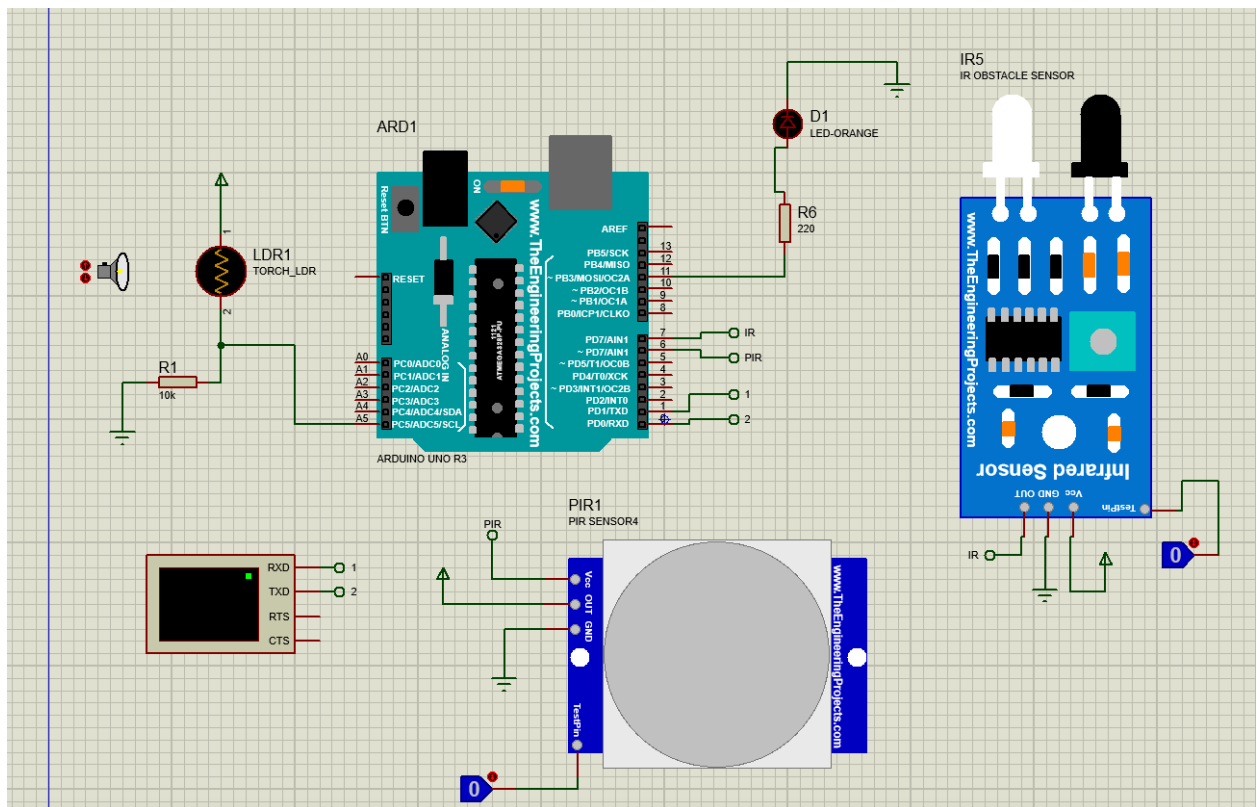 IR5
IR OBSTACLE SENSOR
D1
LED-ORANGE
ARD1
R6
220
Reset BTN
ON
www.TheEngineeringProjects.com
1
LDR1
TORCH_LDR
2
RESET
ANALOG IN
1121
ATMEGA328P-PU
AREF
PB5/SCK 13
PB4/MISO 12
~ PB3/MOSI/OC2A 11
~ PB2/OC1B 10
~ PB1/OC1A 9
PB0/ICP1/CLKO 8
PD7/AIN1 7
~ PD7/AIN1 6
~ PD5/T1/OC0B 5
PD4/T0/XCK 4
~ PD3/INT1/OC2B 3
PD2/INT0 2
PD1/TXD 1
PD0/RXD
IR
PIR
1
2
A0 PC0/ADC0
A1 PC1/ADC1
A2 PC2/ADC2
A3 PC3/ADC3
A4 PC4/ADC4/SDA
A5 PC5/ADC5/SCL
R1
10k
ARDUINO UNO R3
www.TheEngineeringProjects.com
Infrared Sensor
OUT GND Vcc
TestPin
IR
0
PIR1
PIR SENSOR4
PIR
Vcc
OUT
GND
TestPin
www.TheEngineeringProjects.com
0
RXD 1
TXD 2
RTS
CTS